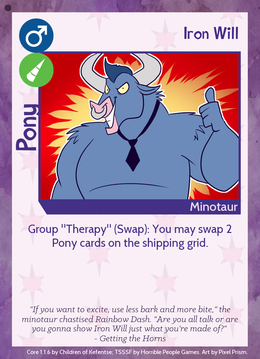 Iron Will
Pony
Minotaur
Group "Therapy" (Swap): You may swap 2
Pony cards on the shipping grid.
"If you want to excite, use less bark and more bite," the
minotaur chastised Rainbow Dash. "Are you all talk or are
you gonna show Iron Will just what you're made of?"
- Getting the Horns
Core 1.1.6 by Children of Kefentse; TSSSF by Horrible People Games. Art by Pixel Prism.